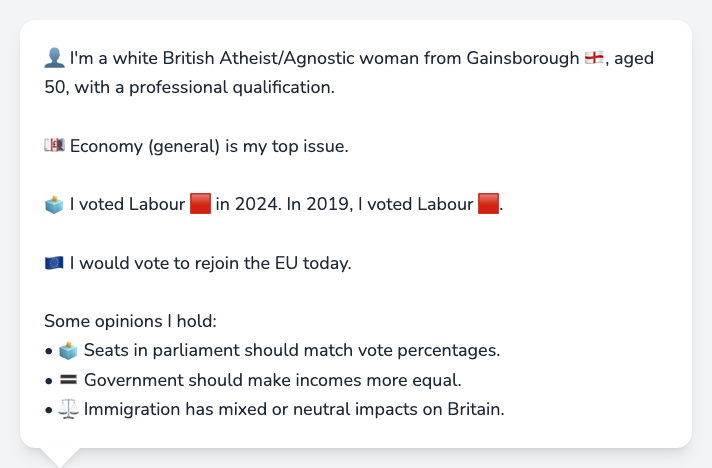 👤 I'm a white British Atheist/Agnostic woman from Gainsborough 🏴󠁧󠁢󠁥󠁮󠁧󠁿, aged
50, with a professional qualification.
💷 Economy (general) is my top issue.
🗳️ I voted Labour 🟥 in 2024. In 2019, I voted Labour 🟥.
🇪🇺 I would vote to rejoin the EU today.
Some opinions I hold:
• 🗳️ Seats in parliament should match vote percentages.
• 🟰 Government should make incomes more equal.
• ⚖️ Immigration has mixed or neutral impacts on Britain.